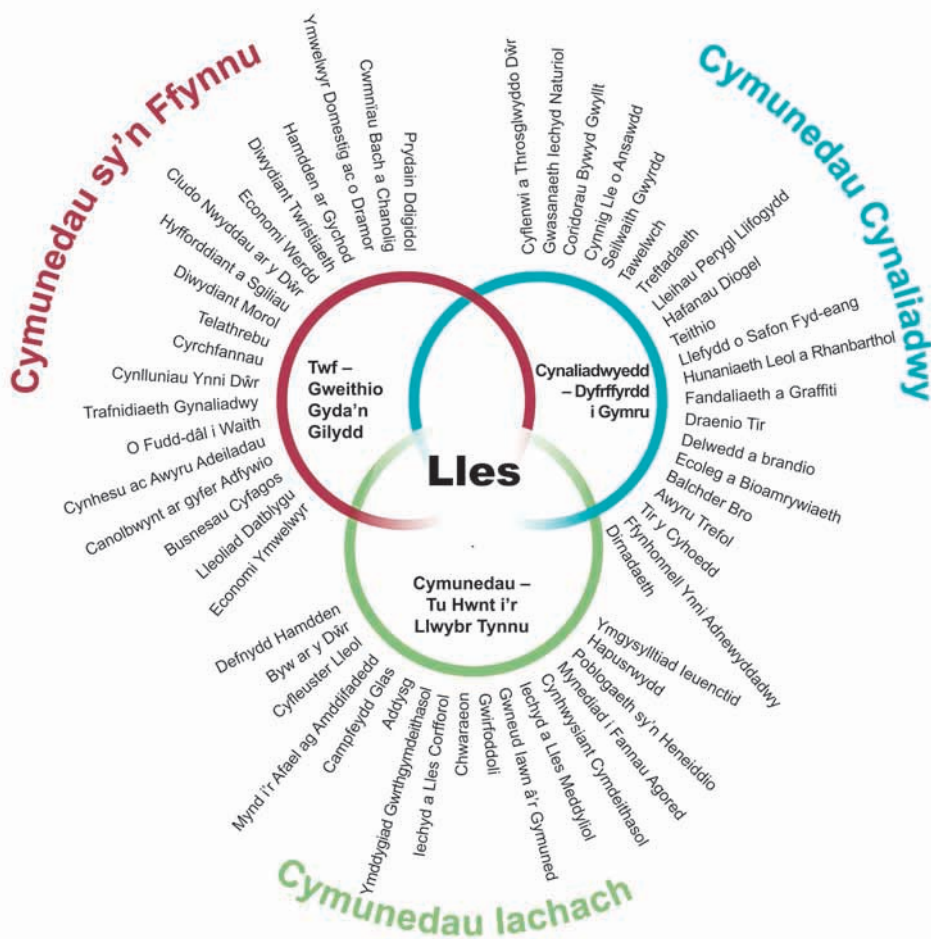 Cymunedau sy'n Ffynnu
Economi Ymwelwyr
Lleoliad Datblygu
Busnesau Cyfagos
Canolbwynt ar gyfer Adfywio
Cynhesu ac Awyru Adeiladau
O Fudd-dâl i Waith
Trafnidiaeth Gynaliadwy
Cynlluniau Ynni Dŵr
Cyrchfannau
Telathrebu
Diwydiant Morol
Hyfforddiant a Sgiliau
Cludo Nwyddau ar y Dŵr
Economi Werdd
Diwydiant Twristiaeth
Hamdden ar Gychod
Ymwelwyr Domestig ac o Dramor
Cwmnïau Bach a Chanolig
Prydain Ddigidol
Cymunedau Cynaliadwy
Cyflenwi a Throsglwyddo Dŵr
Gwasanaeth Iechyd Naturiol
Coridorau Bywyd Gwyllt
Cynnig Lle o Ansawdd
Seilwaith Gwyrdd
Tawelwch
Treftadaeth
Lleihau Perygl Llifogydd
Hafanau Diogel
Teithio
Llefydd o Safon Fyd-eang
Hunaniaeth Leol a Rhanbarthol
Fandaliaeth a Graffiti
Draenio Tir
Delwedd a brandio
Ecoleg a Bioamrywiaeth
Balchder Bro
Awyru Trefol
Tir y Cyhoedd
Ffynhonnell Ynni Adnewyddadwy
Dirnadaeth
Twf –
Gweithio
Gyda'n
Gilydd
Cynaliadwyedd
– Dyfrffyrdd
i Gymru
Lles
Cymunedau –
Tu Hwnt i'r
Llwybr Tynnu
Defnydd Hamdden
Byw ar y Dŵr
Cyfleuster Lleol
Mynd i'r Afael ag Amddifadedd
Campfeydd Glas
Addysg
Ymddygiad Gwrthgymdeithasol
Iechyd a Lles Corfforol
Chwaraeon
Gwirfoddoli
Gwneud Iawn â'r Gymuned
Iechyd a Lles Meddyliol
Cynhwysiant Cymdeithasol
Mynediad i Fannau Agored
Poblogaeth sy'n Heneiddio
Hapusrwydd
Ymgysylltiad Ieuenctid
Cymunedau Iachach